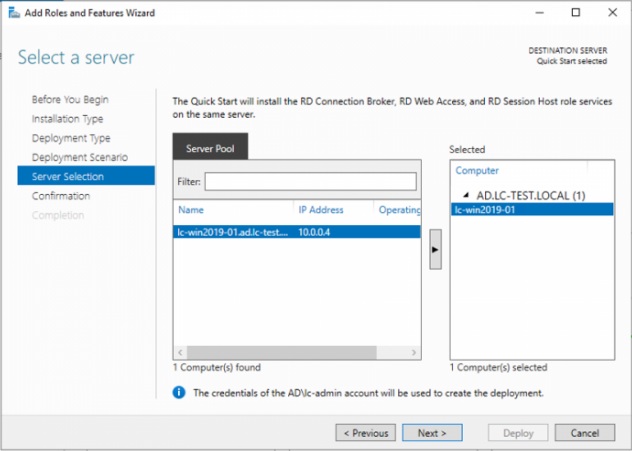 Add Roles and Features Wizard
Select a server
DESTINATION SERVER
Quick Start selected
Before You Begin
Installation Type
Deployment Type
Deployment Scenario
Server Selection
Confirmation
Completion
The Quick Start will install the RD Connection Broker, RD Web Access, and RD Session Host role services
on the same server.
Server Pool
Filter:
Name IP Address Operating
lc-win2019-01.ad.lc-test.... 10.0.0.4
1 Computer(s) found
Selected
Computer
AD.LC-TEST.LOCAL (1)
lc-win2019-01
1 Computer(s) selected
The credentials of the AD\lc-admin account will be used to create the deployment.
< Previous Next > Deploy Cancel